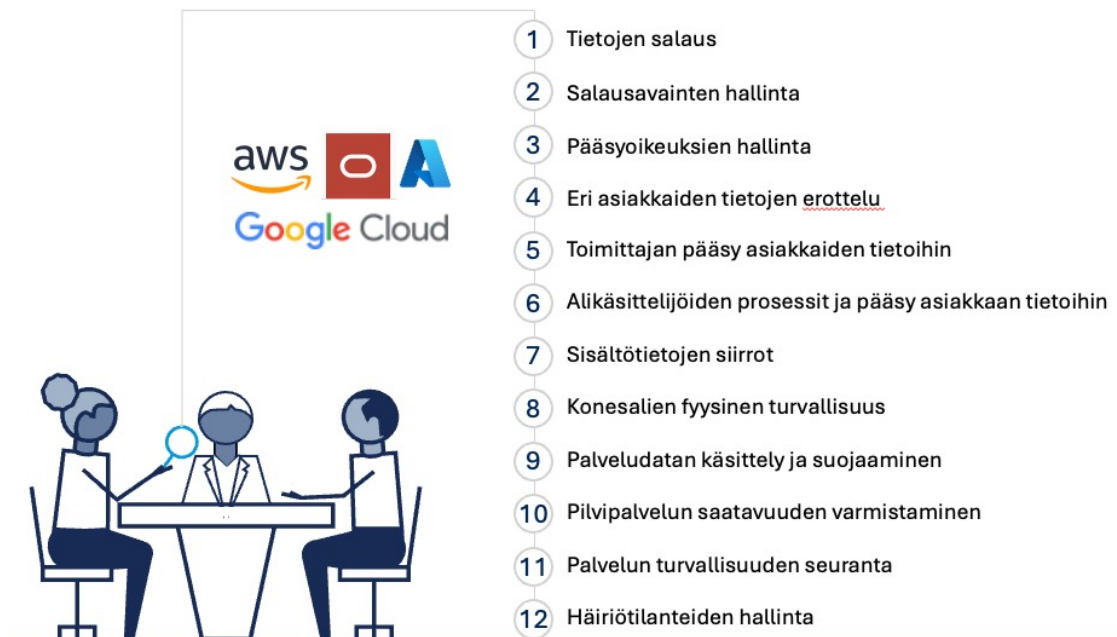 aws
Google Cloud
1 Tietojen salaus
2 Salausavainten hallinta
3 Pääsyoikeuksien hallinta
4 Eri asiakkaiden tietojen erottelu
5 Toimittajan pääsy asiakkaiden tietoihin
6 Alikäsittelijöiden prosessit ja pääsy asiakkaan tietoihin
7 Sisältötietojen siirrot
8 Konesalien fyysinen turvallisuus
9 Palveludatan käsittely ja suojaaminen
10 Pilvipalvelun saatavuuden varmistaminen
11 Palvelun turvallisuuden seuranta
12 Häiriötilanteiden hallinta